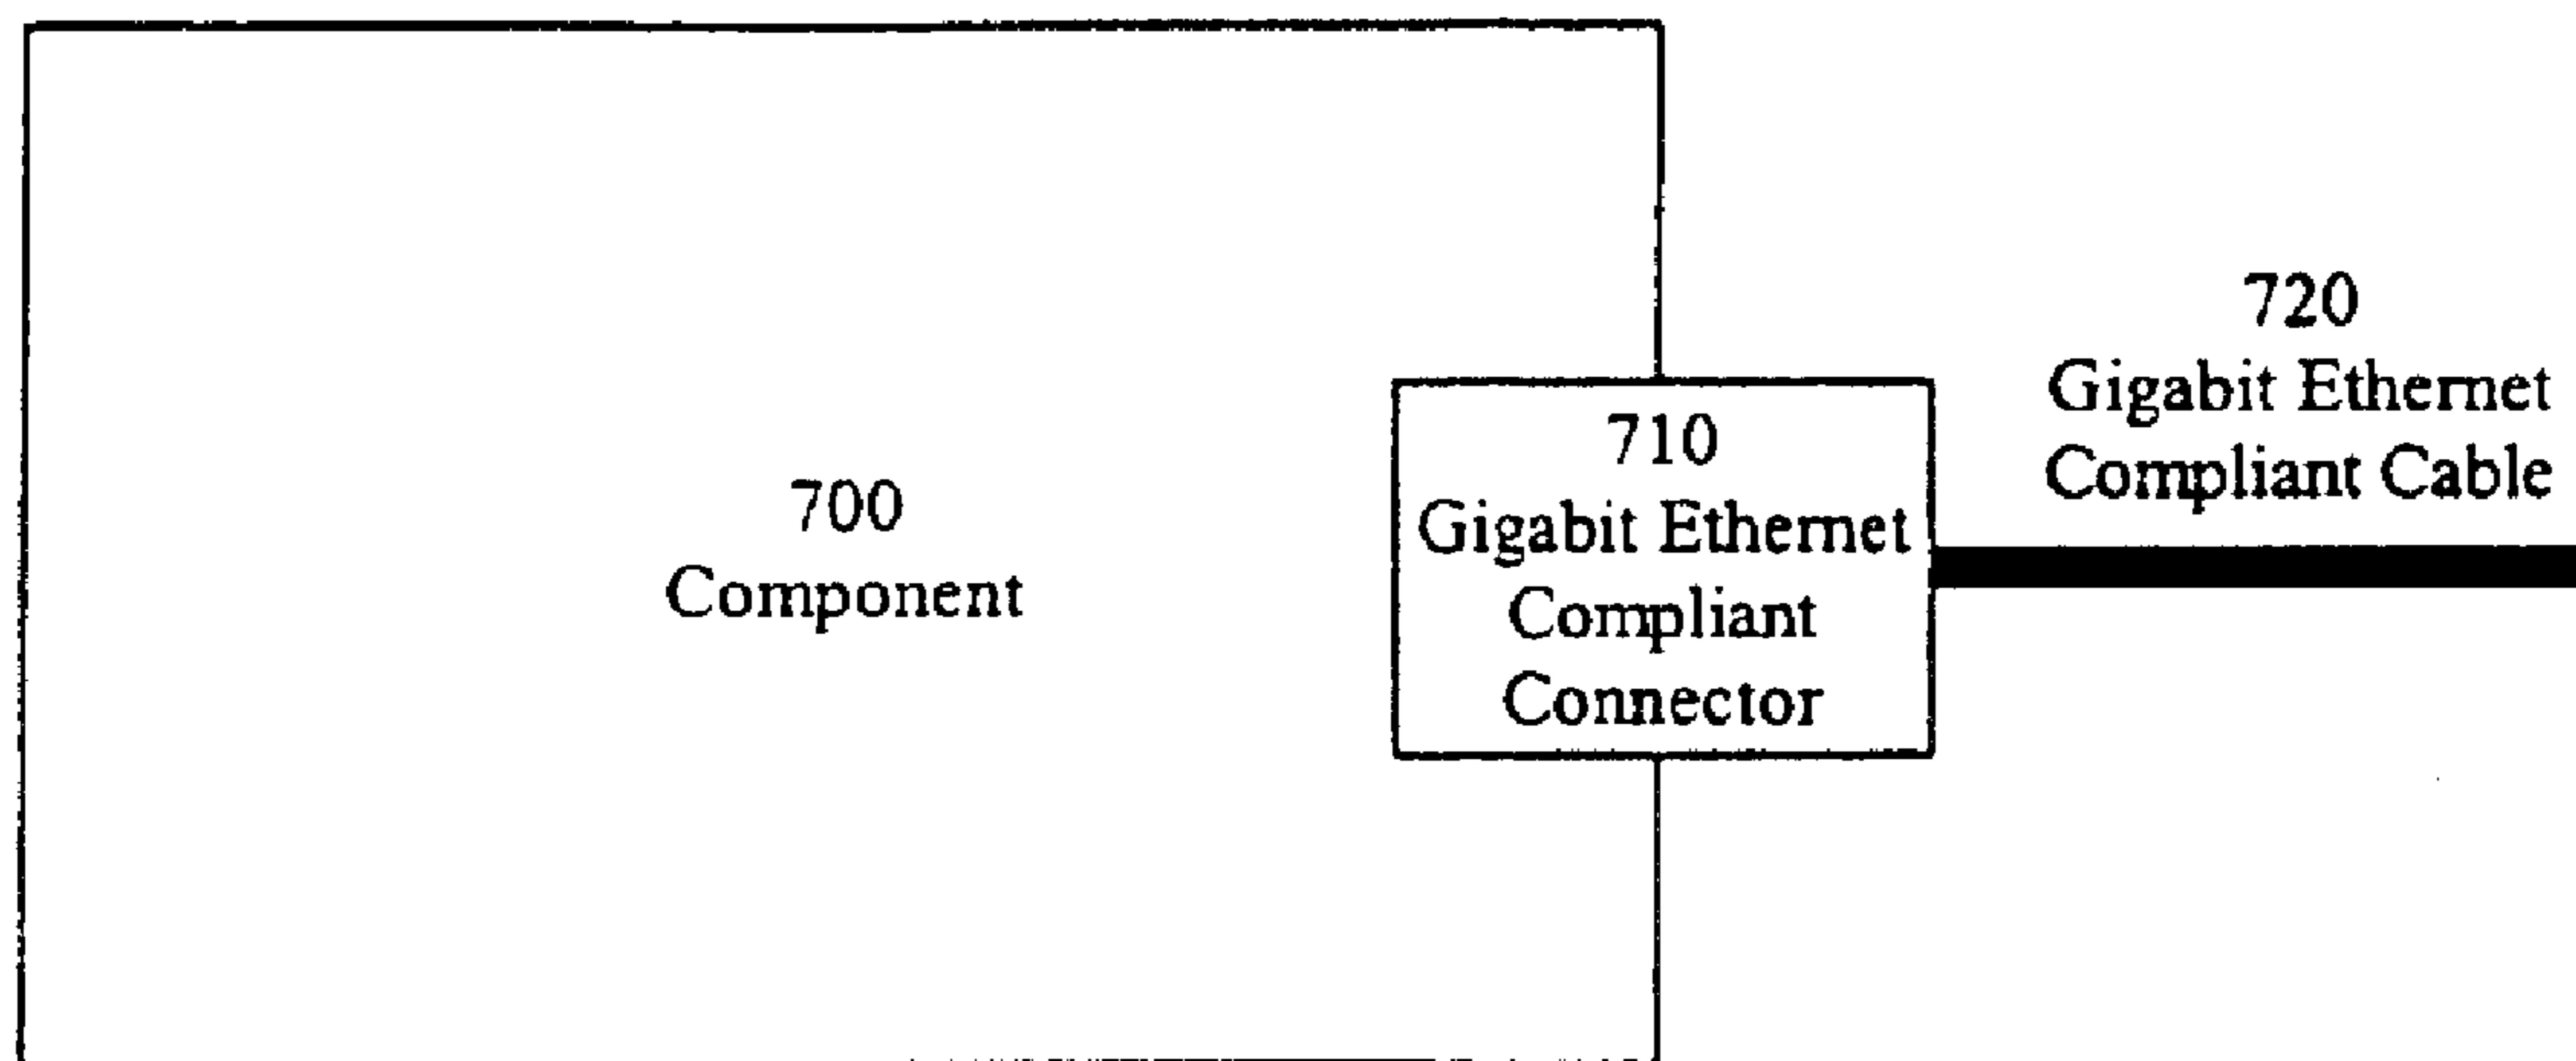 700
Component
710
Gigabit Ethernet
Compliant
Connector
720
Gigabit Ethernet
Compliant Cable